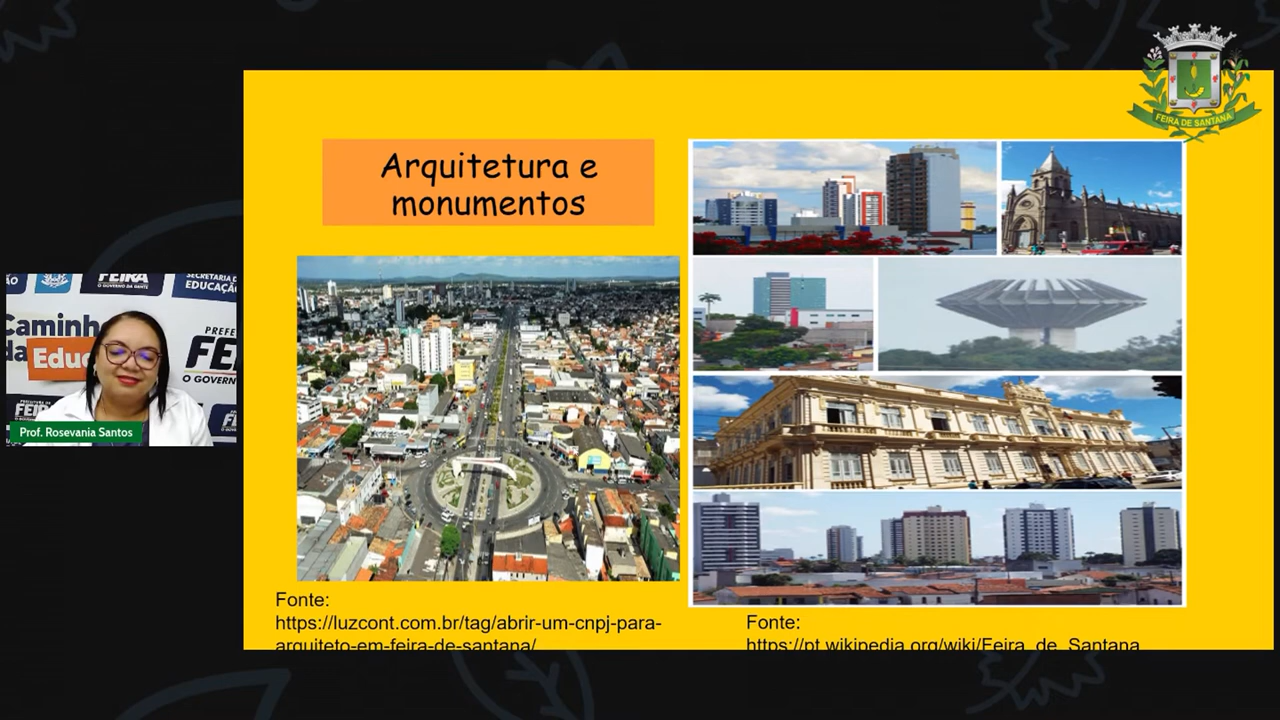 FEIRA DE SANTANA
Arquitetura e
monumentos
FEIRA
O GOVERNO DA GENTE
SECRETARIA DE
EDUCAÇÃO
Caminh
da Educ
PREFE
FEI
O GOVERN
Prof. Rosevania Santos
Fonte:
https://luzcont.com.br/tag/abrir-um-cnpj-para-
arquiteto-em-feira-de-santana/
Fonte:
https://pt.wikipedia.org/wiki/Feira_de_Santana